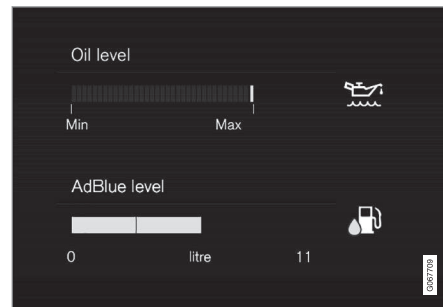 Oil level
Min Max
AdBlue level
0 litre 11
G067709